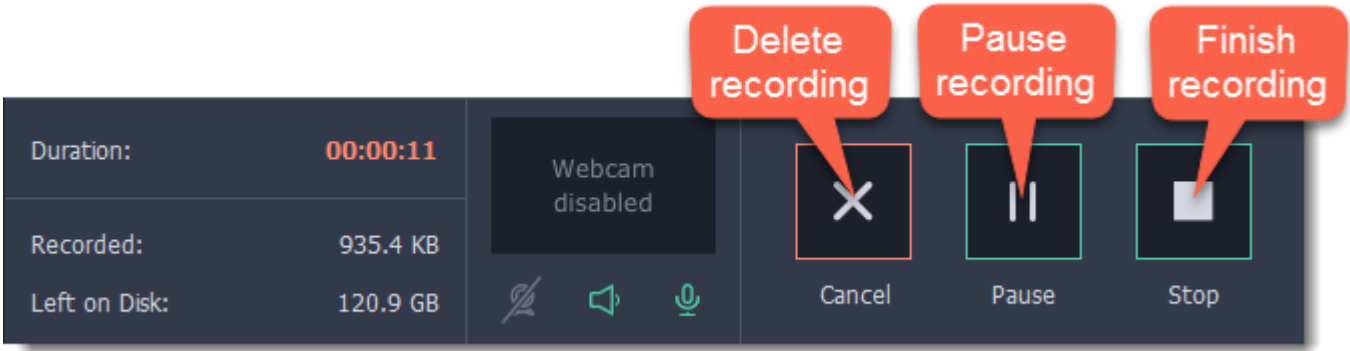 Delete
recording
Pause
recording
Finish
recording
Duration: 00:00:11
Recorded: 935.4 KB
Left on Disk: 120.9 GB
Webcam
disabled
Cancel
Pause
Stop